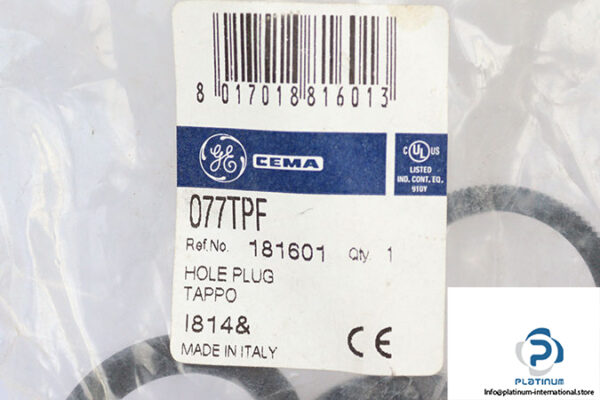 8 017018 816013
GE CEMA
C UL US
LISTED
IND. CONT. EQ.
910Y
077TPF
Ref.No. 181601 Qty. 1
HOLE PLUG
TAPPO
I814&
CE
MADE IN ITALY
PLATINUM
Info@platinum-international.store